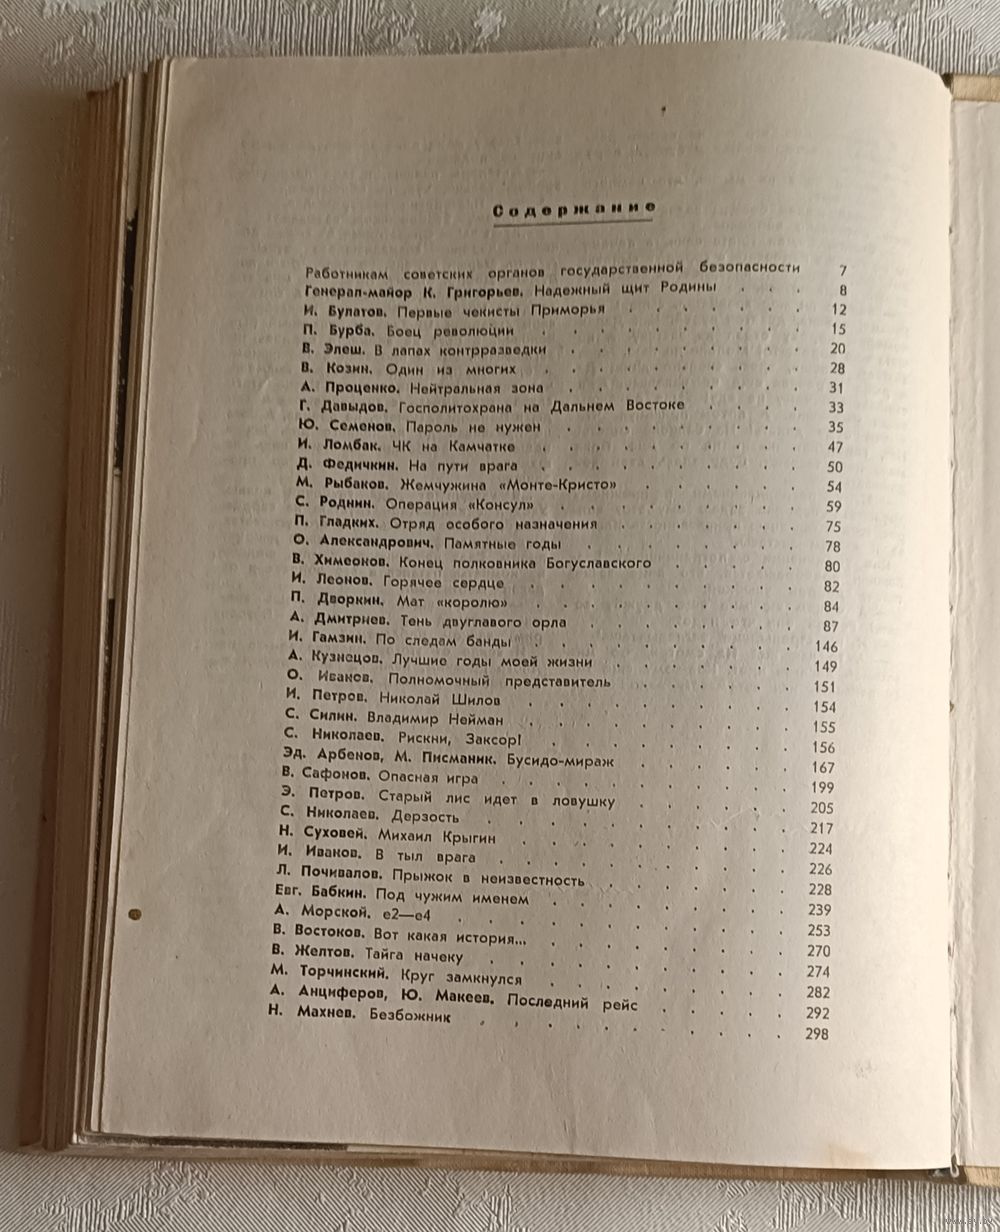 Содержание
Работникам советских органов государственной безопасности 7
Генерал-майор К. Григорьев. Надежный щит Родины . . . 8
И. Булатов. Первые чекисты Приморья . . . . . . 12
П. Бурба. Боец революции . . . . . . . . 15
В. Элеш. В лапах контрразведки . . . . . . . . 20
В. Козин. Один из многих . . . . . . . . 28
А. Проценко. Нейтральная зона . . . . . . . . 31
Г. Давыдов. Госполитохрана на Дальнем Востоке . . . . 33
Ю. Семенов. Пароль не нужен . . . . . . . . 35
И. Ломбак. ЧК на Камчатке . . . . . . . . 47
Д. Федичкин. На пути врага . . . . . . . . 50
М. Рыбаков. Жемчужина «Монте-Кристо» . . . . . . 54
С. Роднин. Операция «Консул» . . . . . . . . 59
П. Гладких. Отряд особого назначения . . . . . . 75
О. Александрович. Памятные годы . . . . . . . . 78
В. Химеонов. Конец полковника Богуславского . . . . . 80
И. Леонов. Горячее сердце . . . . . . . . 82
П. Дворкин. Мат «королю» . . . . . . . . 84
А. Дмитриев. Тень двуглавого орла . . . . . . . 87
И. Гамзин. По следам банды . . . . . . . . 146
А. Кузнецов. Лучшие годы моей жизни . . . . . . 149
О. Иванов. Полномочный представитель . . . . . . 151
И. Петров. Николай Шилов . . . . . . . . 154
С. Силин. Владимир Нейман . . . . . . . . 155
С. Николаев. Рискни, Заксор! . . . . . . . . 156
Эд. Арбенов, М. Писманик. Бусидо-мираж . . . . . . 167
В. Сафонов. Опасная игра . . . . . . . . 199
Э. Петров. Старый лис идет в ловушку . . . . . . 205
С. Николаев. Дерзость . . . . . . . . 217
Н. Суховей. Михаил Крыгин . . . . . . . . 224
И. Иванов. В тыл врага . . . . . . . . 226
Л. Почивалов. Прыжок в неизвестность . . . . . . 228
Евг. Бабкин. Под чужим именем . . . . . . . . 239
А. Морской. е2—е4 . . . . . . . . 253
В. Востоков. Вот какая история... . . . . . . . . 270
В. Желтов. Тайга начеку . . . . . . . . 274
М. Торчинский. Круг замкнулся . . . . . . . . 282
А. Анциферов, Ю. Макеев. Последний рейс . . . . . 292
Н. Махнев. Безбожник . . . . . . . . 298